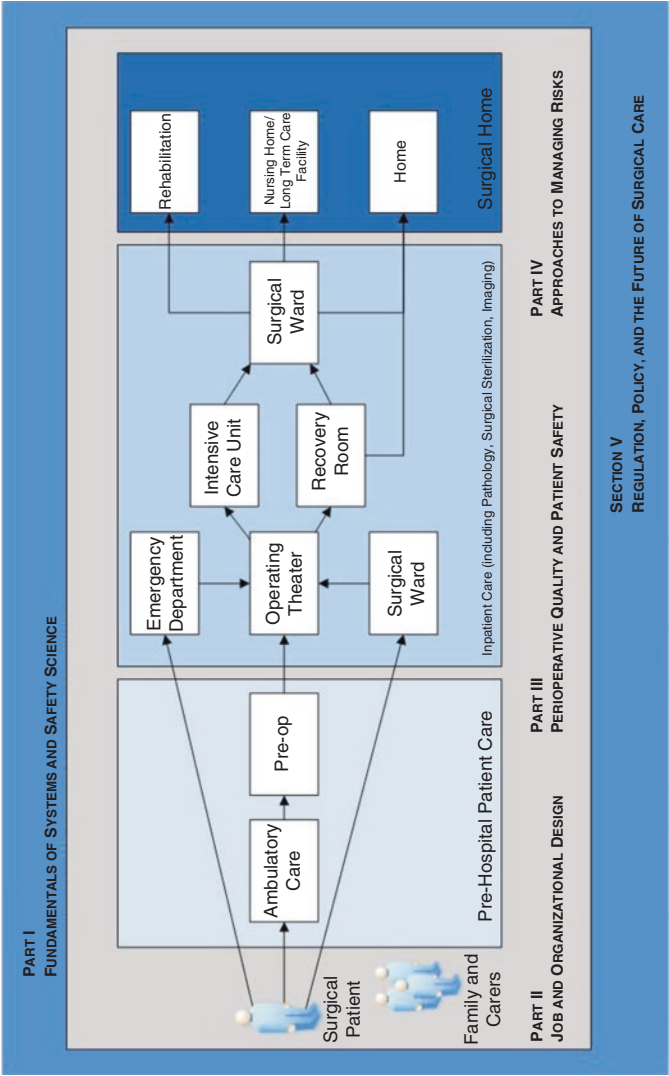 PART I
FUNDAMENTALS OF SYSTEMS AND SAFETY SCIENCE
Surgical
Patient
Family and
Carers
Ambulatory
Care
Pre-op
Pre-Hospital Patient Care
Emergency
Department
Operating
Theater
Surgical
Ward
Intensive
Care Unit
Recovery
Room
Surgical
Ward
Inpatient Care (including Pathology, Surgical Sterilization, Imaging)
Rehabilitation
Nursing Home/
Long Term Care
Facility
Home
Surgical Home
PART II
JOB AND ORGANIZATIONAL DESIGN
PART III
PERIOPERATIVE QUALITY AND PATIENT SAFETY
PART IV
APPROACHES TO MANAGING RISKS
SECTION V
REGULATION, POLICY, AND THE FUTURE OF SURGICAL CARE